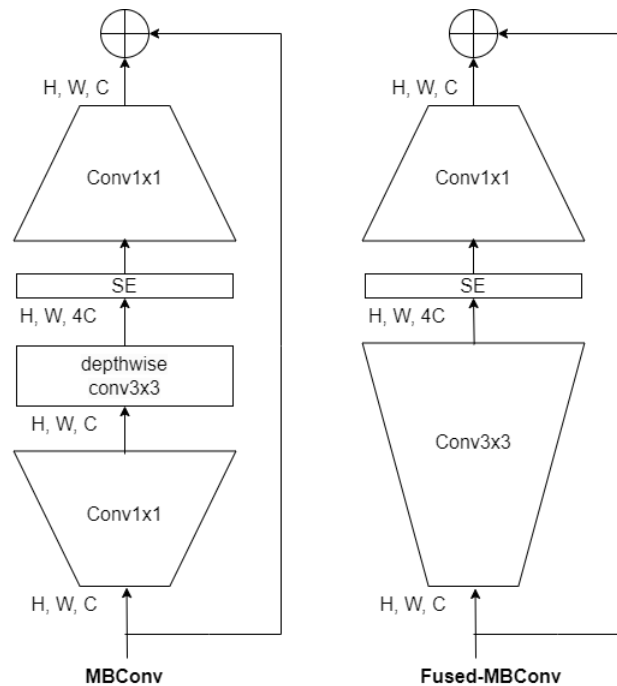 H, W, C
Conv1x1
SE
H, W, 4C
depthwise
conv3x3
H, W, C
Conv1x1
H, W, C
MBConv
H, W, C
Conv1x1
SE
H, W, 4C
Conv3x3
H, W, C
Fused-MBConv